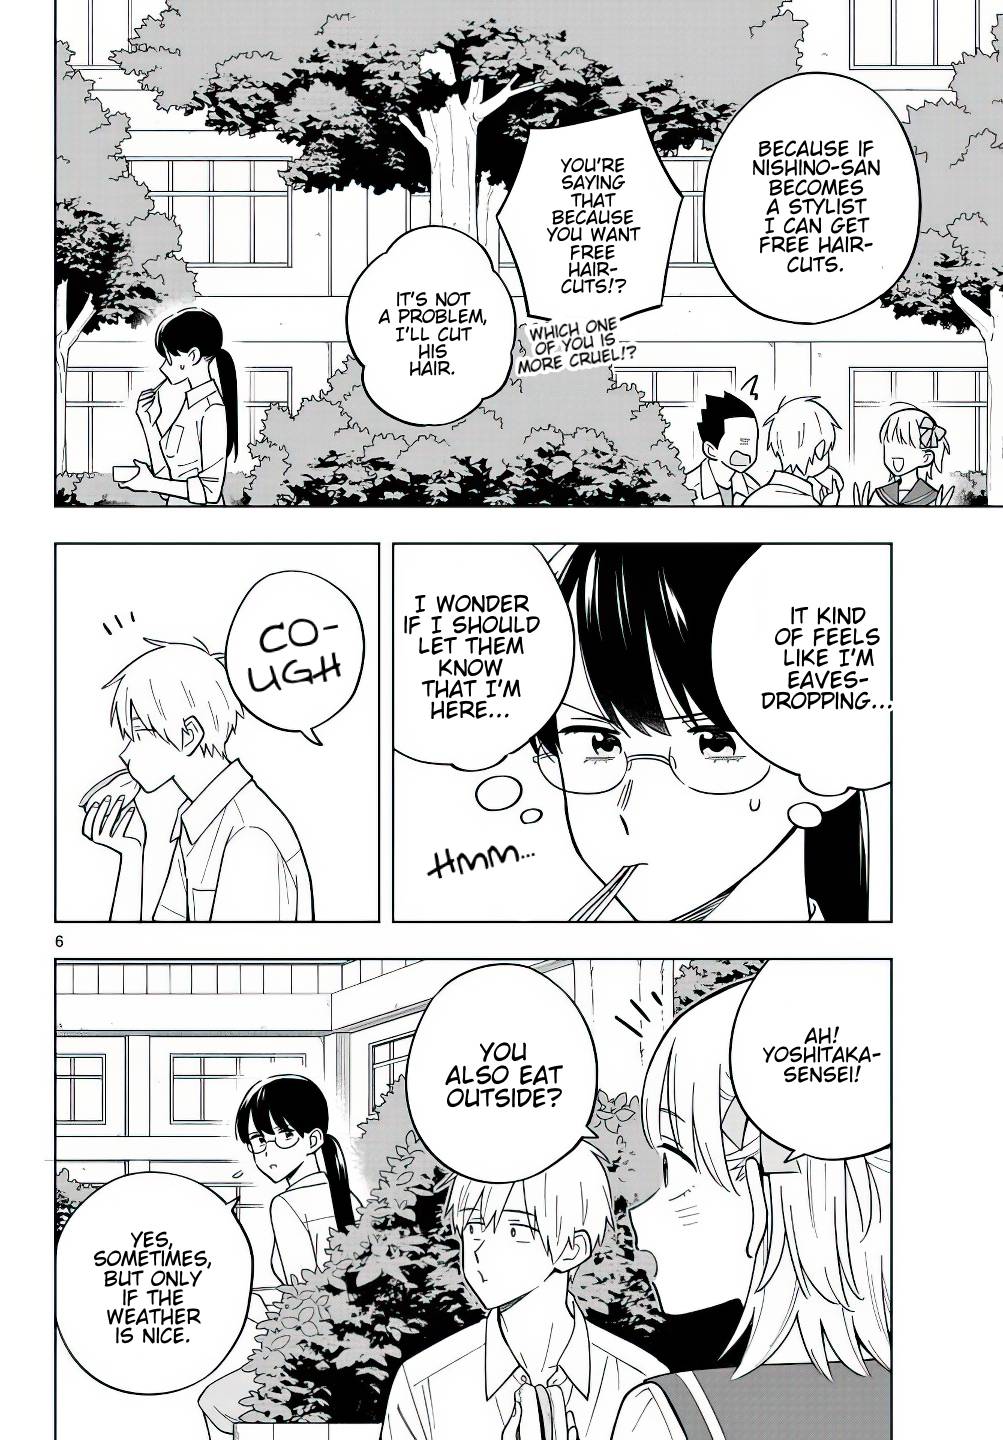 BECAUSE IF
NISHINO-SAN
BECOMES
A STYLIST
I CAN GET
FREE HAIR-
CUTS.
YOU'RE
SAYING
THAT
BECAUSE
YOU WANT
FREE
HAIR-
CUTS!?
WHICH ONE
OF YOU IS
MORE CRUEL!?
IT'S NOT
A PROBLEM,
I'LL CUT
HIS
HAIR.
IT KIND
OF FEELS
LIKE I'M
EAVES-
DROPPING...
I WONDER
IF I SHOULD
LET THEM
KNOW
THAT I'M
HERE...
HMM...
CO-
UGH
6
AH!
YOSHITAKA-
SENSEI!
YOU
ALSO EAT
OUTSIDE?
YES,
SOMETIMES,
BUT ONLY
IF THE
WEATHER
IS NICE.